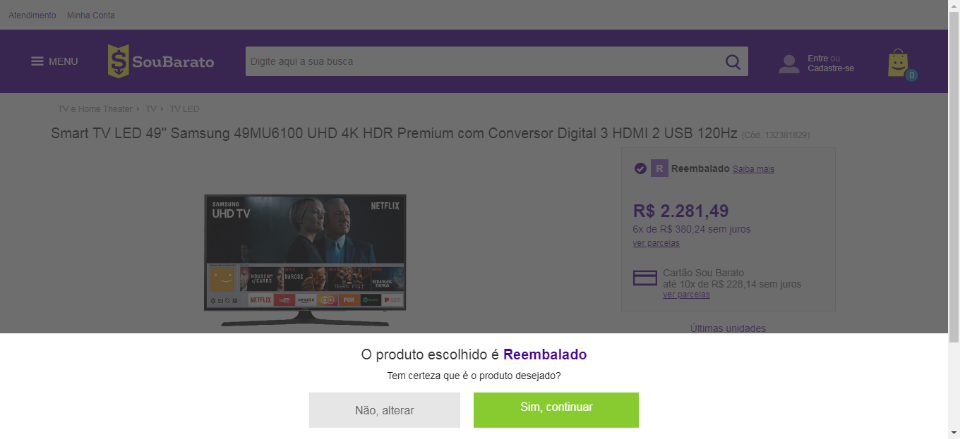 Atendimento Minha Conta
MENU
SouBarato
Digite aqui a sua busca
Entre ou
Cadastre-se
0
TV e Home Theater › TV › TV LED
Smart TV LED 49" Samsung 49MU6100 UHD 4K HDR Premium com Conversor Digital 3 HDMI 2 USB 120Hz (Cód. 132381829)
R Reembalado Saiba mais
R$ 2.281,49
6x de R$ 380,24 sem juros
ver parcelas
Cartão Sou Barato
até 10x de R$ 228,14 sem juros
ver parcelas
Últimas unidades
SAMSUNG
UHD TV
NETFLIX
NARCOS
NETFLIX
amazon
FOX
O produto escolhido é Reembalado
Tem certeza que é o produto desejado?
Não, alterar
Sim, continuar